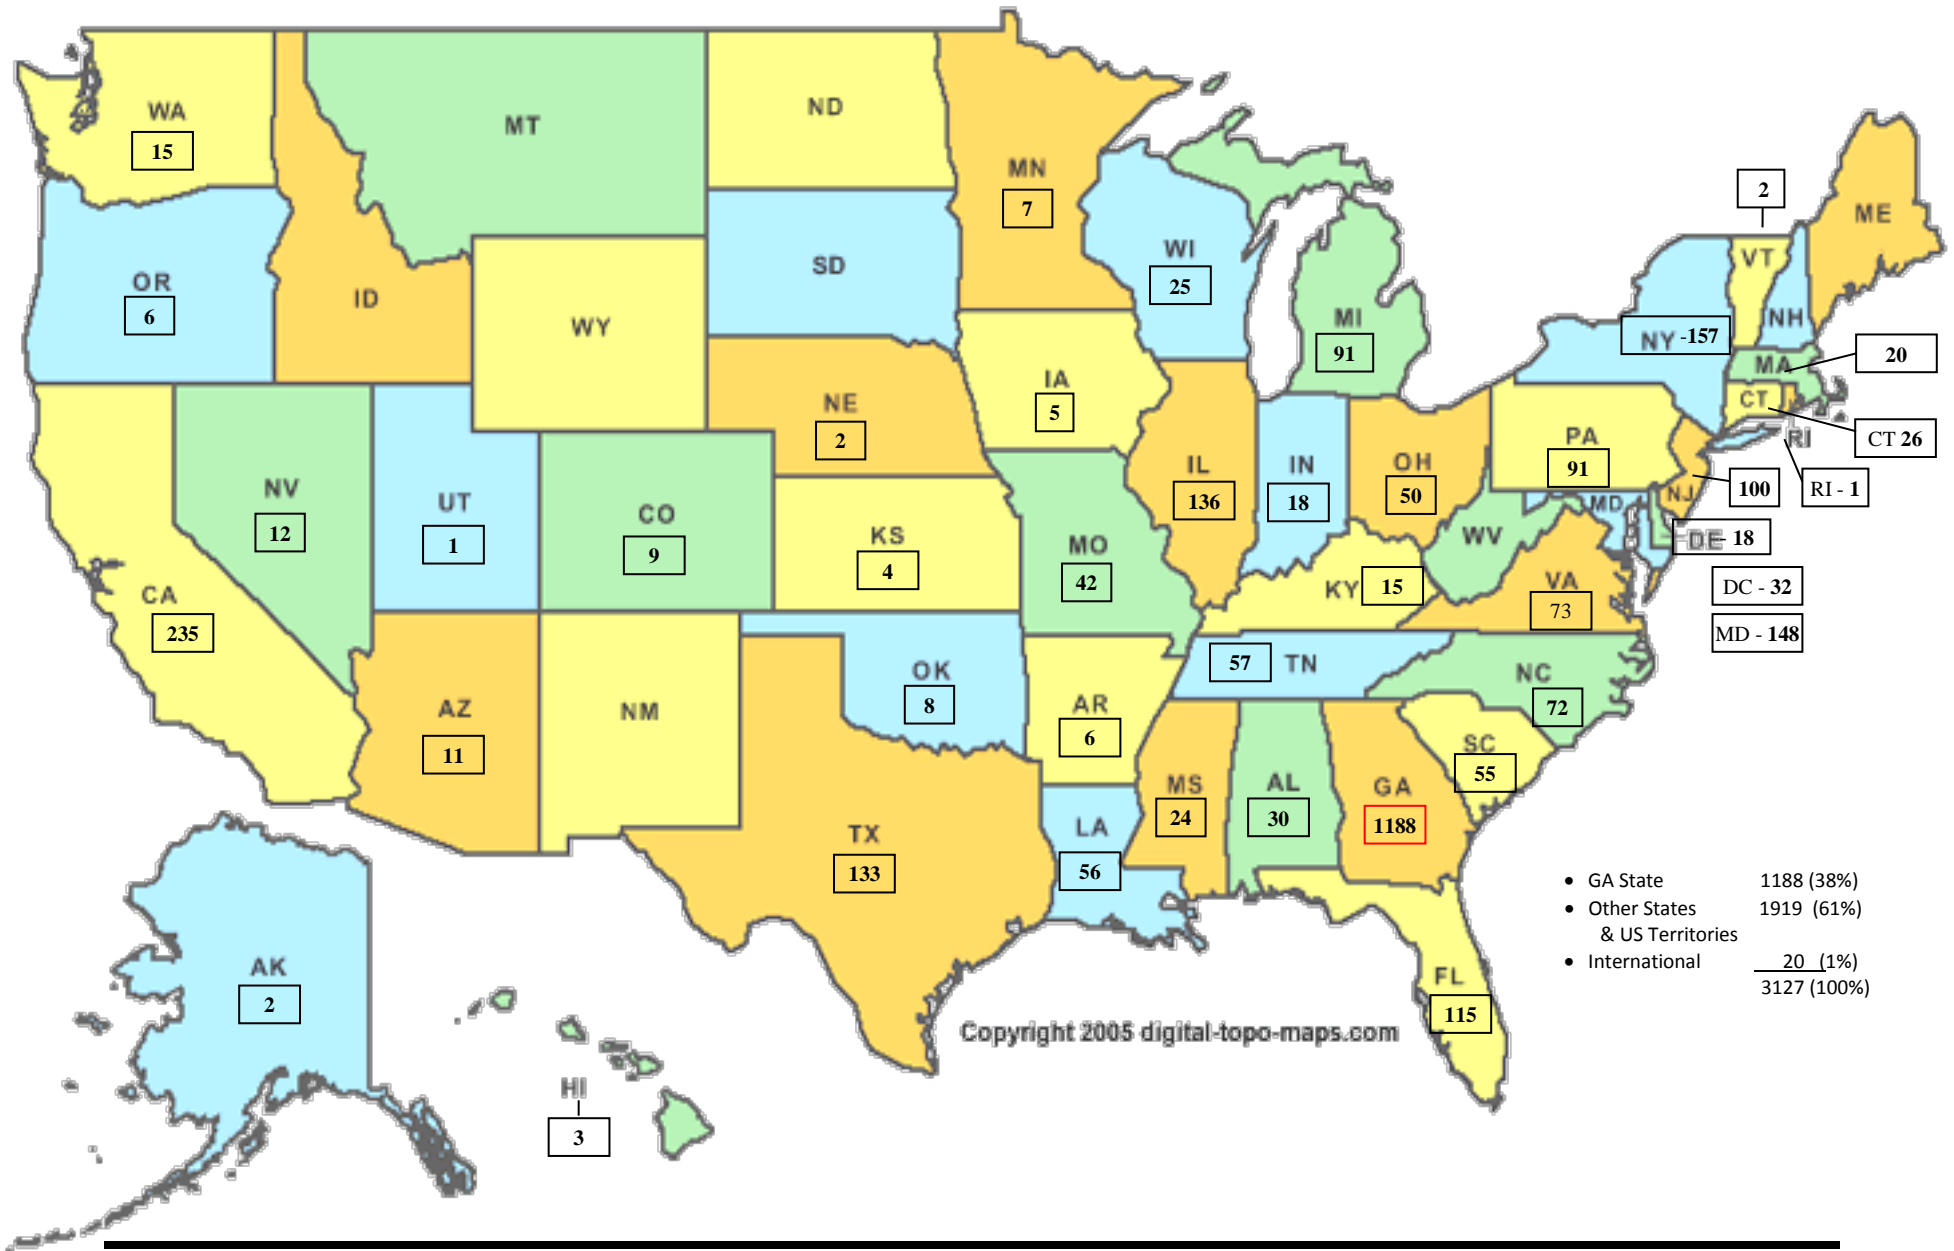 WA
15
MT
ND
MN
7
OR
6
ID
WY
SD
WI
25
MI
91
2
VT
NH
ME
NY -157
MA
20
CT
CT 26
RI
RI - 1
NV
12
UT
1
CO
9
NE
2
IA
5
KS
4
MO
42
IL
136
IN
18
OH
50
PA
91
NJ
100
MD
DE - 18
DC - 32
MD - 148
WV
VA
73
KY 15
CA
235
AZ
11
NM
OK
8
AR
6
57 TN
NC
72
SC
55
TX
133
LA
56
MS
24
AL
30
GA
1188
FL
115
AK
2
HI
3
• GA State 1188 (38%)
• Other States 1919 (61%)
& US Territories
• International 20 (1%)
3127 (100%)
Copyright 2005 digital-topo-maps.com